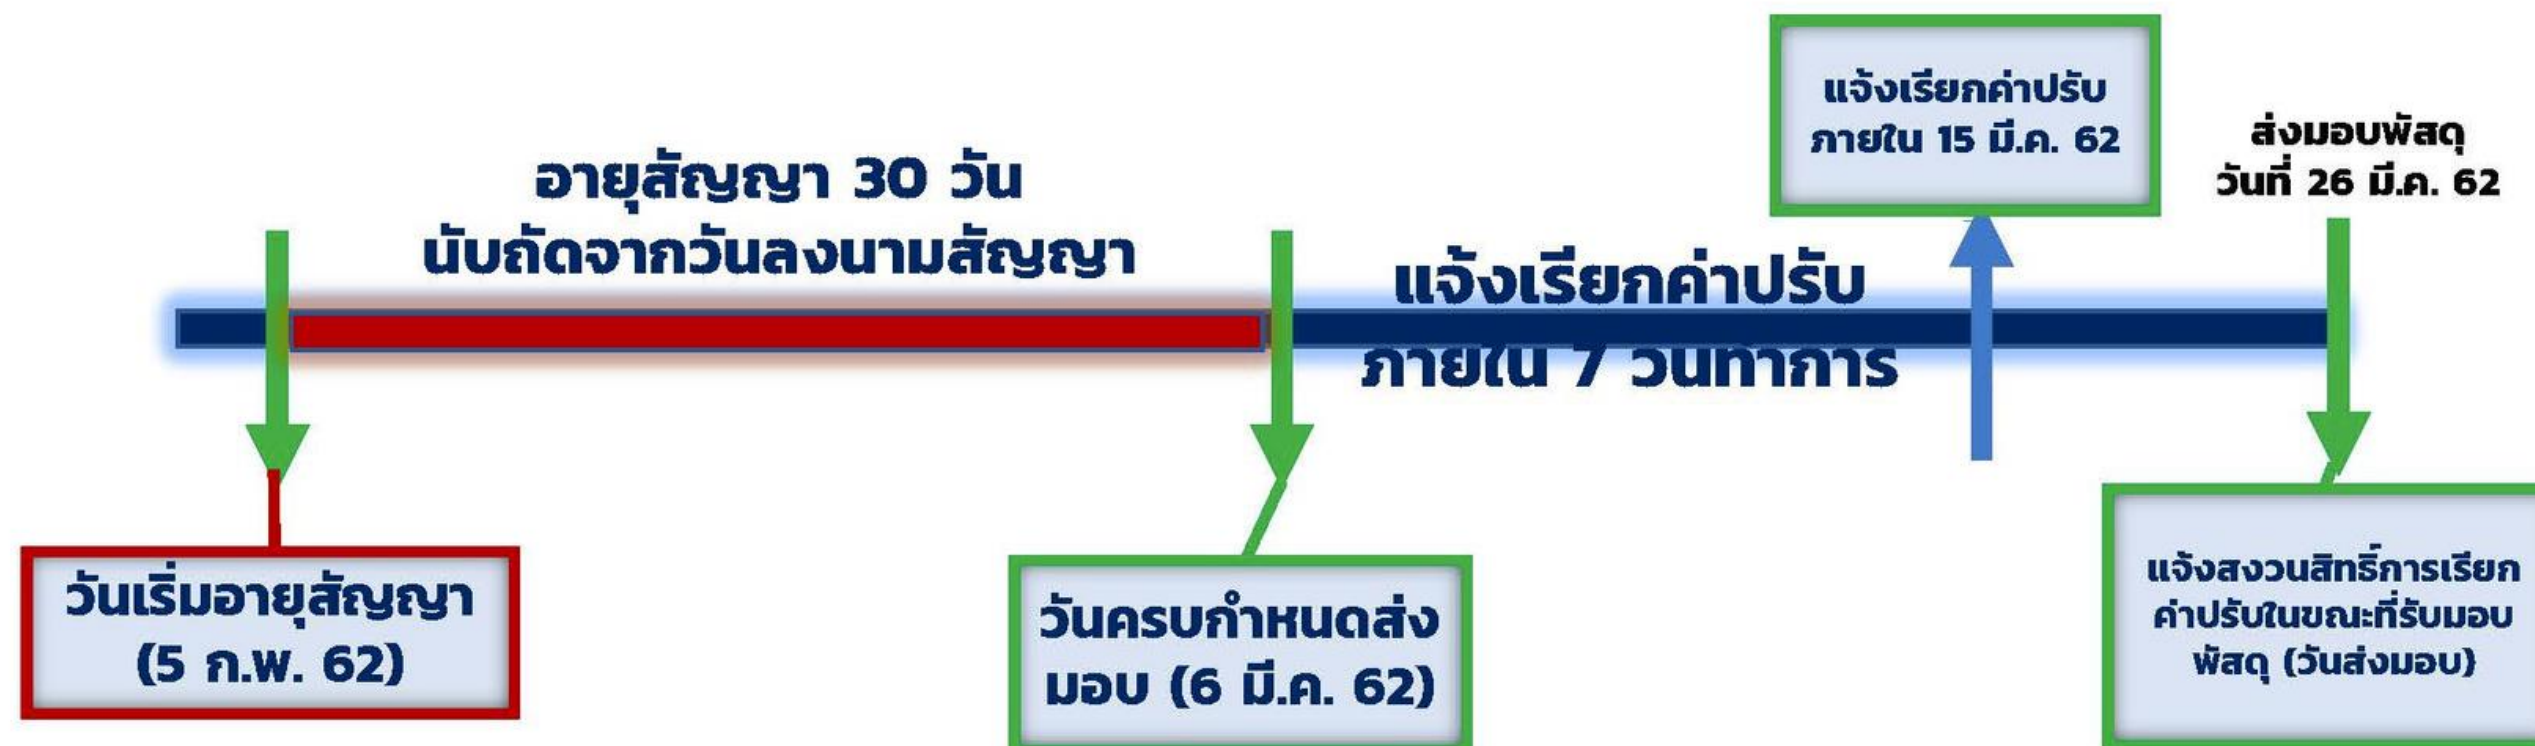 แจ้งเรียกค่าปรับ
ภายใน 15 มี.ค. 62
ส่งมอบพัสดุ
วันที่ 26 มี.ค. 62
อายุสัญญา 30 วัน
นับถัดจากวันลงนามสัญญา
แจ้งเรียกค่าปรับ
ภายใน 7 วันทำการ
วันเริ่มอายุสัญญา
(5 ก.พ. 62)
วันครบกำหนดส่ง
มอบ (6 มี.ค. 62)
แจ้งสงวนสิทธิ์การเรียก
ค่าปรับในขณะที่รับมอบ
พัสดุ (วันส่งมอบ)